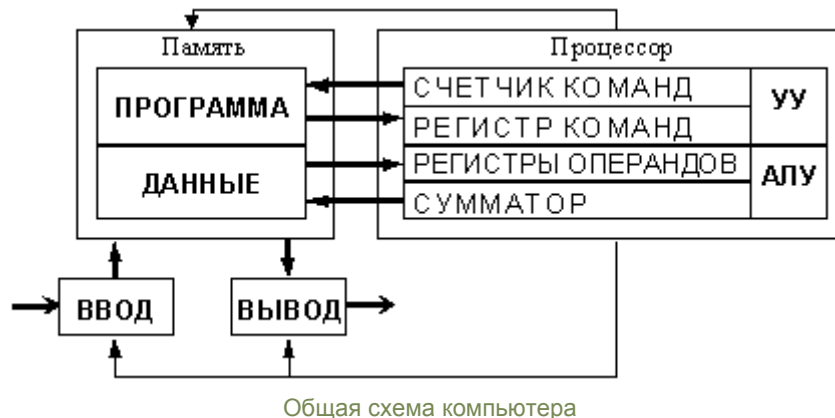 Память
ПРОГРАММА
ДАННЫЕ
Процессор
СЧЕТЧИК КОМАНД
РЕГИСТР КОМАНД
УУ
РЕГИСТРЫ ОПЕРАНДОВ
СУММАТОР
АЛУ
ВВОД
ВЫВОД
Общая схема компьютера